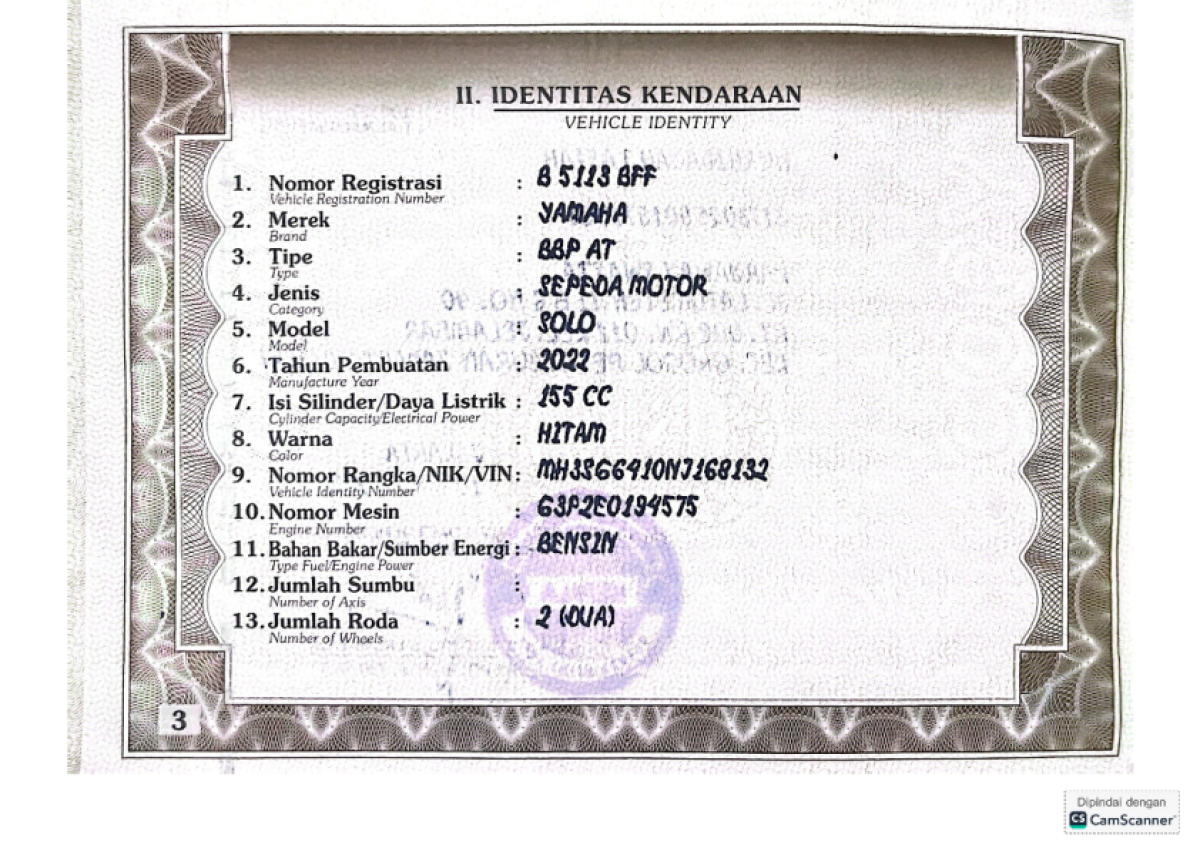 II. IDENTITAS KENDARAAN
VEHICLE IDENTITY
1. Nomor Registrasi : B 5113 BFF
Vehicle Registration Number
2. Merek : YAMAHA
Brand
3. Tipe : BBP AT
Type
4. Jenis : SEPEDA MOTOR
Category
5. Model : SOLO
Model
6. Tahun Pembuatan : 2022
Manufacture Year
7. Isi Silinder/Daya Listrik : 155 CC
Cylinder Capacity/Electrical Power
8. Warna : HITAM
Color
9. Nomor Rangka/NIK/VIN : MH3SG6410NJ168132
Vehicle Identity Number
10. Nomor Mesin : G3P2E0194575
Engine Number
11. Bahan Bakar/Sumber Energi : BENSIN
Type Fuel/Engine Power
12. Jumlah Sumbu :
Number of Axis
13. Jumlah Roda : 2 (DUA)
Number of Wheels
3
Dipindai dengan
CS CamScanner